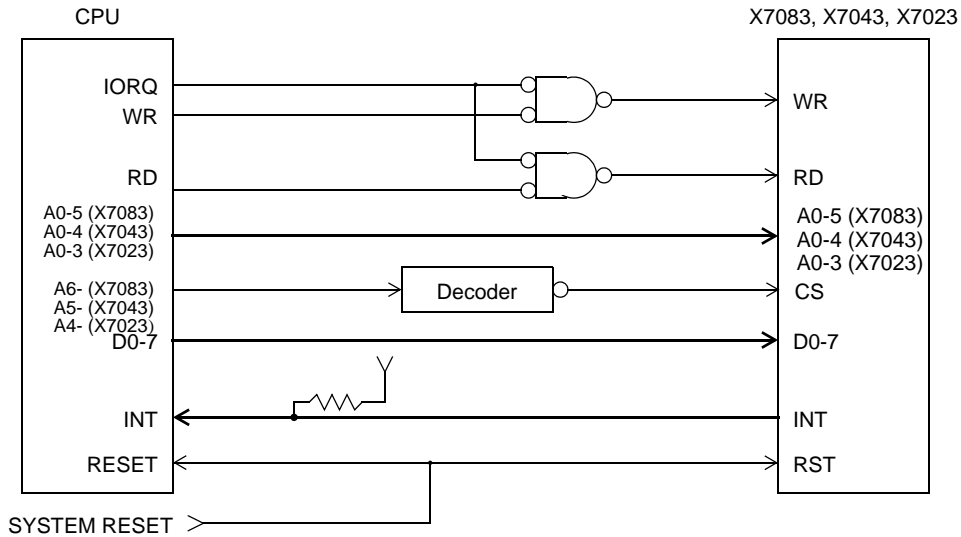 CPU
X7083, X7043, X7023
IORQ
WR
WR
RD
RD
A0-5 (X7083)
A0-4 (X7043)
A0-3 (X7023)
A0-5 (X7083)
A0-4 (X7043)
A0-3 (X7023)
A6- (X7083)
A5- (X7043)
A4- (X7023)
Decoder
CS
D0-7
D0-7
INT
INT
RESET
RST
SYSTEM RESET